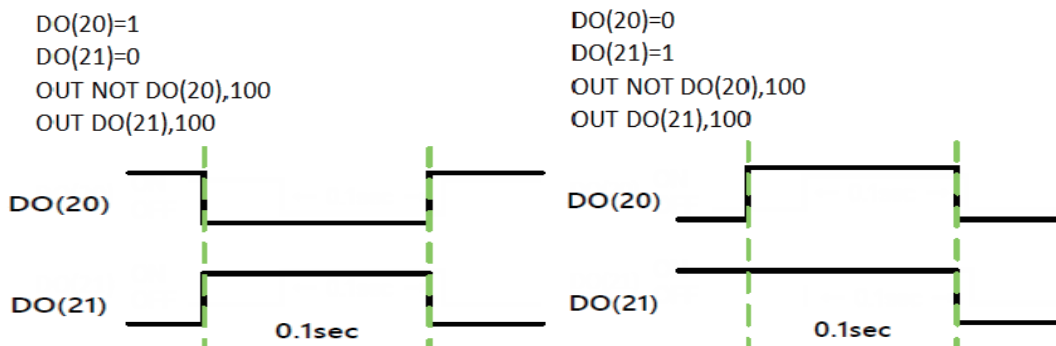 DO(20)=1
DO(21)=0
OUT NOT DO(20),100
OUT DO(21),100
DO(20)
DO(21)
0.1sec
DO(20)=0
DO(21)=1
OUT NOT DO(20),100
OUT DO(21),100
DO(20)
DO(21)
0.1sec